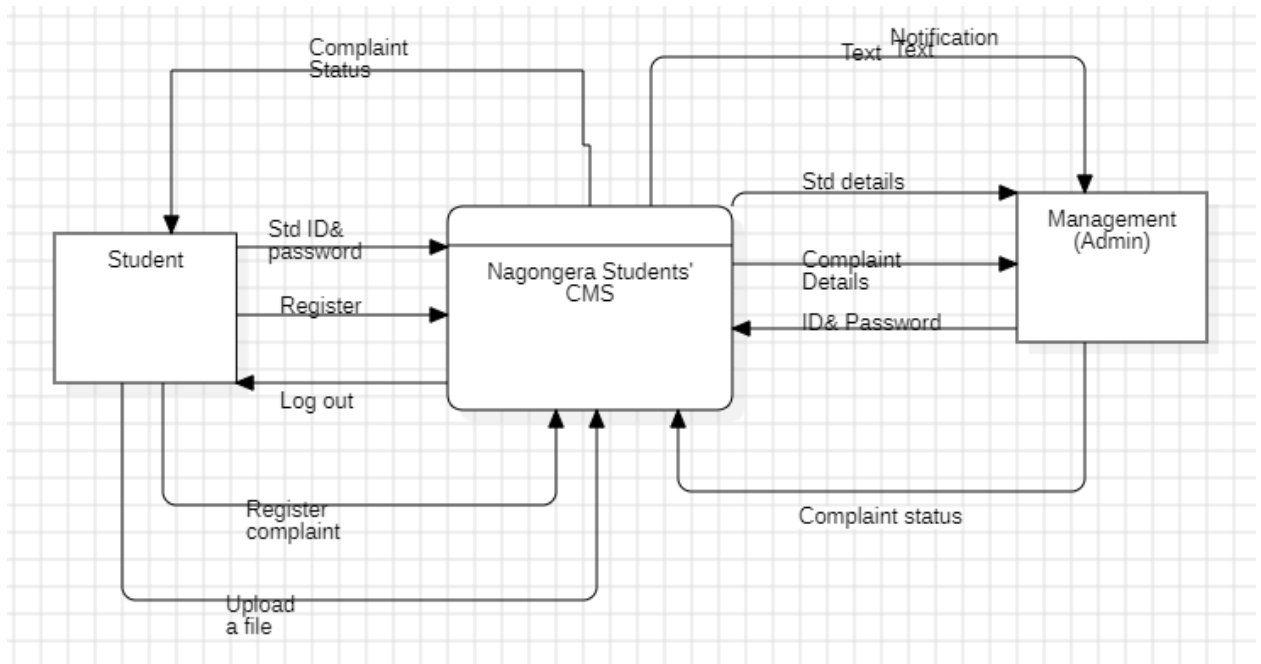 Complaint
Status
Notification
Text Text
Std details
Std ID&
password
Student
Management
(Admin)
Nagongera Students'
CMS
Complaint
Details
Register
ID& Password
Log out
Register
complaint
Complaint status
Upload
a file